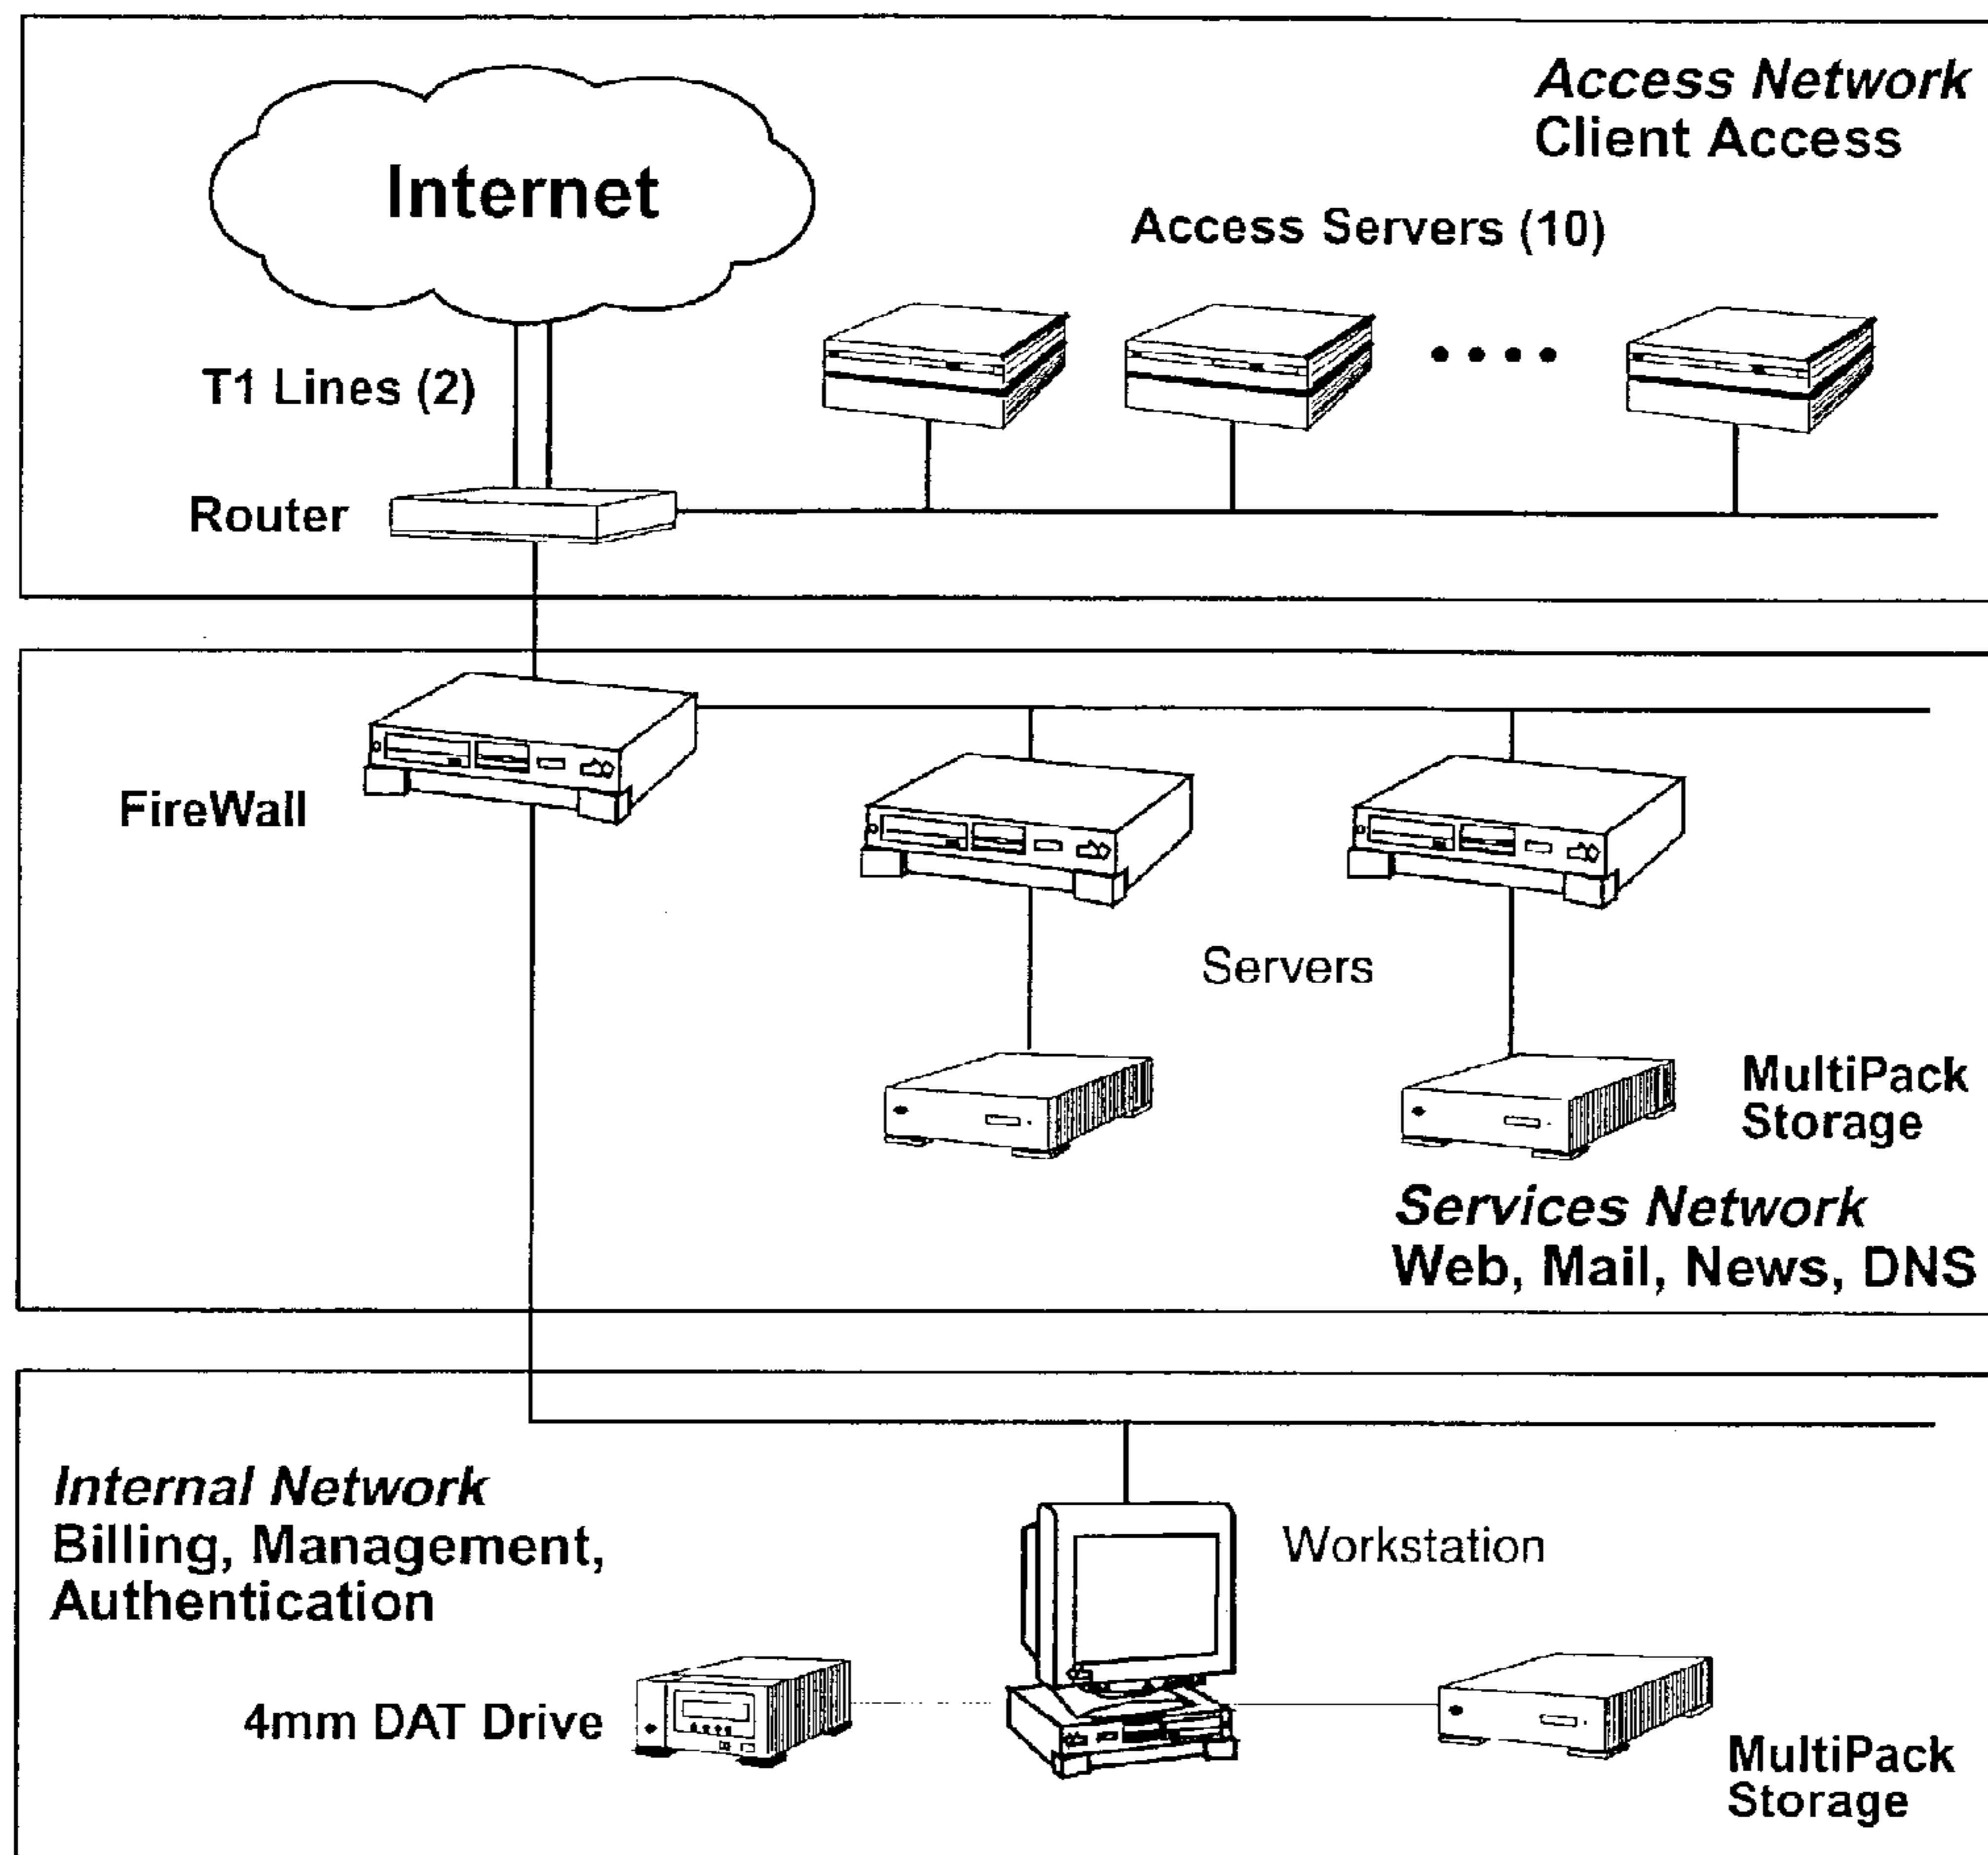 Access Network
Client Access
Internet
Access Servers (10)
T1 Lines (2)
Router
FireWall
Servers
MultiPack
Storage
Services Network
Web, Mail, News, DNS
Internal Network
Billing, Management,
Authentication
Workstation
4mm DAT Drive
MultiPack
Storage